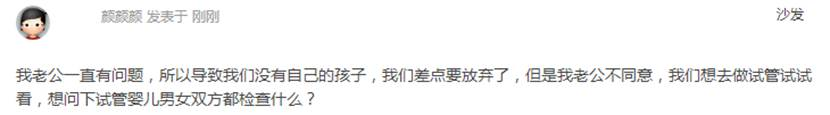 颜颜颜 发表于 刚刚 沙发
我老公一直有问题，所以导致我们没有自己的孩子，我们差点要放弃了，但是我老公不同意，我们想去做试管试试
看，想问下试管婴儿男女双方都检查什么？